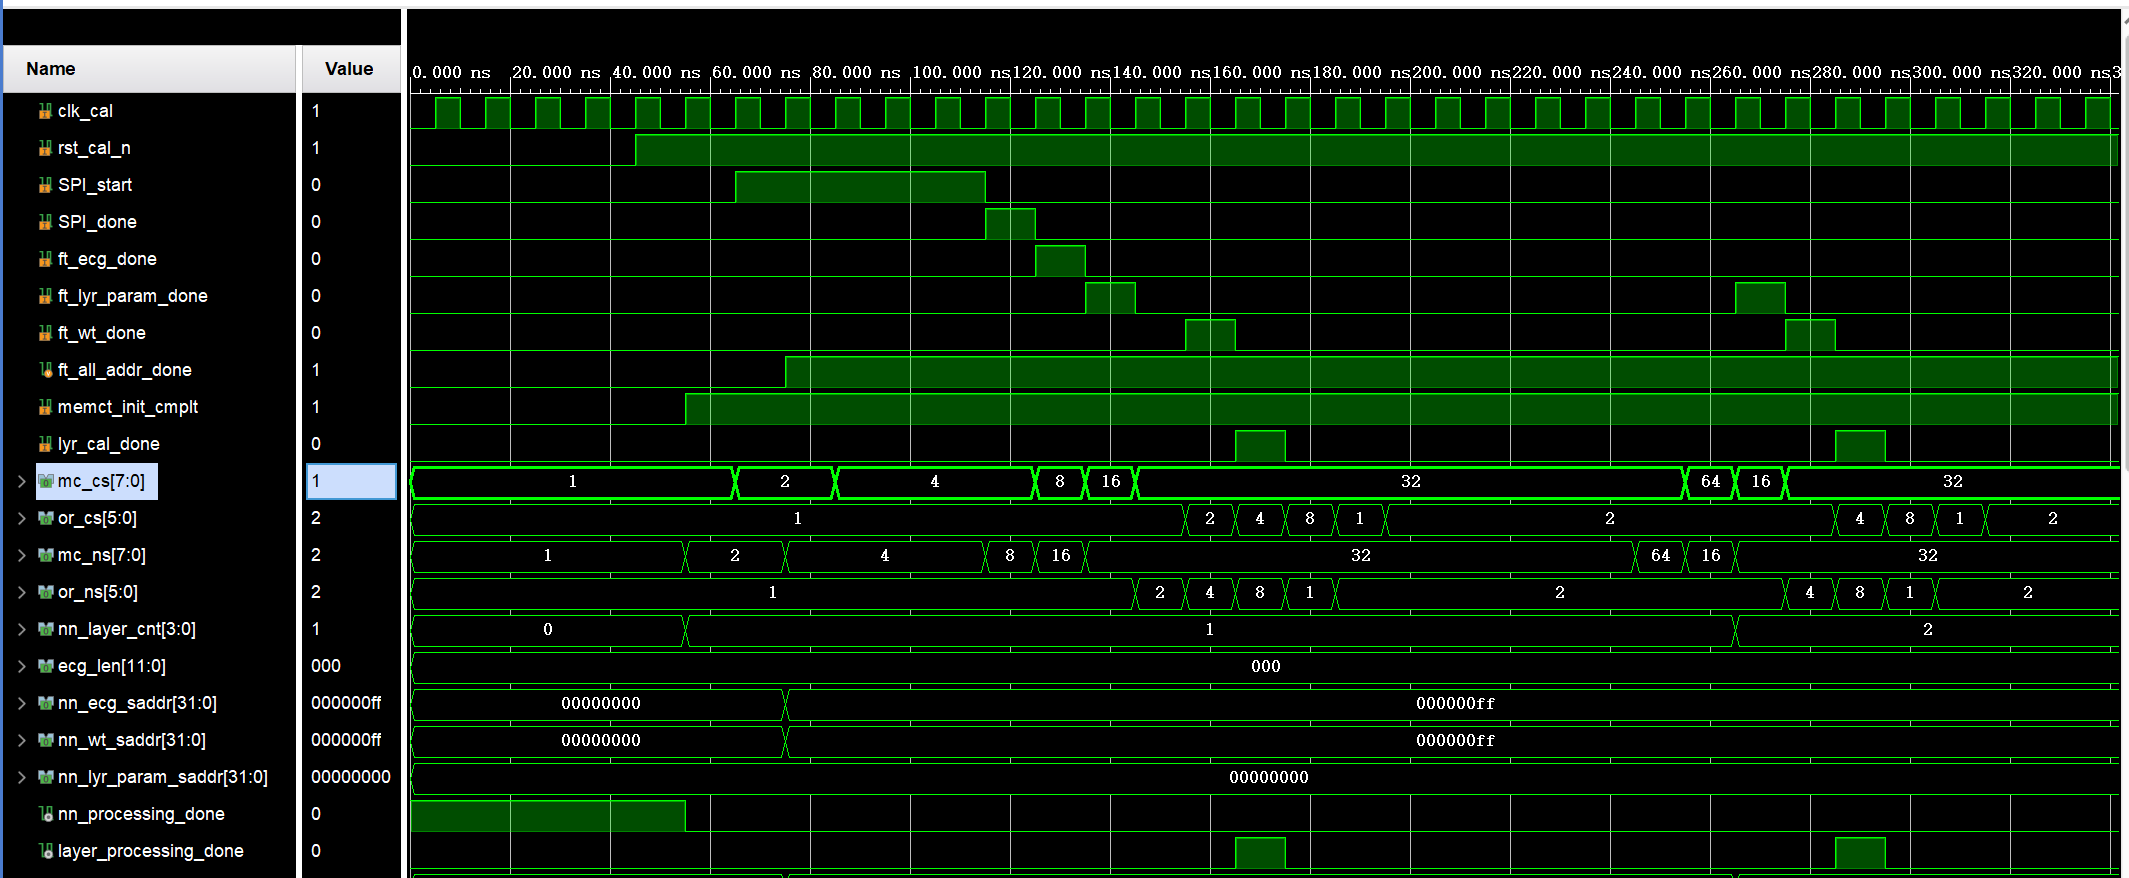 Name Value
0.000 ns 20.000 ns 40.000 ns 60.000 ns 80.000 ns 100.000 ns 120.000 ns 140.000 ns 160.000 ns 180.000 ns 200.000 ns 220.000 ns 240.000 ns 260.000 ns 280.000 ns 300.000 ns 320.000 ns 3
clk_cal 1
rst_cal_n 1
SPI_start 0
SPI_done 0
ft_ecg_done 0
ft_lyr_param_done 0
ft_wt_done 0
ft_all_addr_done 1
memct_init_cmplt 1
lyr_cal_done 0
mc_cs[7:0] 1 1 2 4 8 16 32 64 16 32
or_cs[5:0] 2 1 2 4 8 1 2 4 8 1 2
mc_ns[7:0] 2 1 2 4 8 16 32 64 16 32
or_ns[5:0] 2 1 2 4 8 1 2 4 8 1 2
nn_layer_cnt[3:0] 1 0 1 2
ecg_len[11:0] 000 000
nn_ecg_saddr[31:0] 000000ff 00000000 000000ff
nn_wt_saddr[31:0] 000000ff 00000000 000000ff
nn_lyr_param_saddr[31:0] 00000000 00000000
nn_processing_done 0
layer_processing_done 0